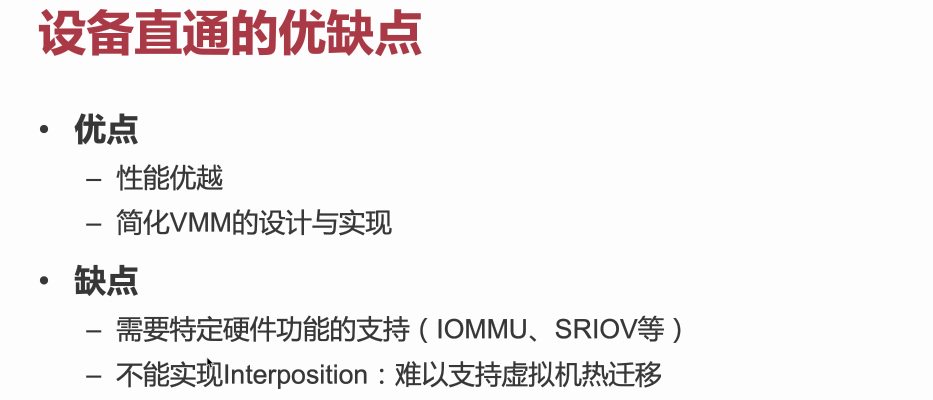 设备直通的优缺点
• 优点
– 性能优越
– 简化VMM的设计与实现
• 缺点
– 需要特定硬件功能的支持（IOMMU、SRIOV等）
– 不能实现Interposition：难以支持虚拟机热迁移